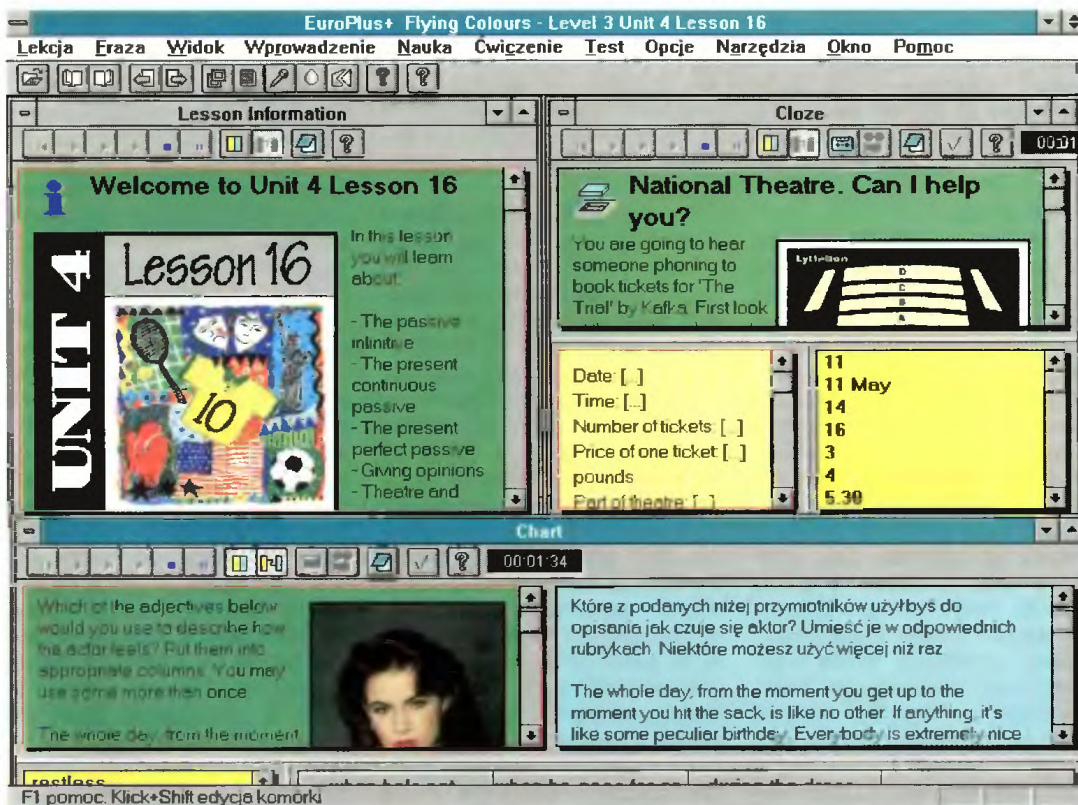 EuroPlus+ Flying Colours - Level 3 Unit 4 Lesson 16
Lekcja Eraza Widok Wprowadzenie Nauka Ćwiczenie Test Opcje Narzędzia Okno Pomoc
Lesson Information
Welcome to Unit 4 Lesson 16
UNIT 4
Lesson 16
10
In this lesson
you will learn
about:
- The passive
infinitive
- The present
continuous
passive
- The present
perfect passive
- Giving opinions
- Theatre and
Cloze
00:01
National Theatre. Can I help
you?
You are going to hear
someone phoning to
book tickets for 'The
Trial' by Kafka. First look
Lyttelton
D
C
B
A
Date: [...]
Time: [...]
Number of tickets: [...]
Price of one ticket: [...]
pounds
Part of theatre: [...]
11
11 May
14
16
3
4
5.30
Chart
00:01:34
Which of the adjectives below
would you use to describe how
the actor feels? Put them into
appropriate columns. You may
use some more than once
The whole day, from the moment
Które z podanych niżej przymiotników użyłbyś do
opisania jak czuje się aktor? Umieść je w odpowiednich
rubrykach. Niektóre możesz użyć więcej niż raz
The whole day, from the moment you get up to the
moment you hit the sack, is like no other. If anything, it's
like some peculiar birthday. Everybody is extremely nice
restless
F1 pomoc. Klick+Shift edycja komórki